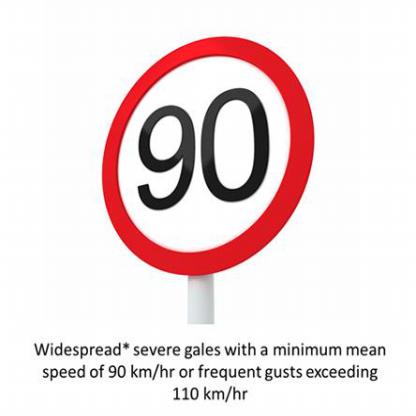 90
Widespread* severe gales with a minimum mean
speed of 90 km/hr or frequent gusts exceeding
110 km/hr